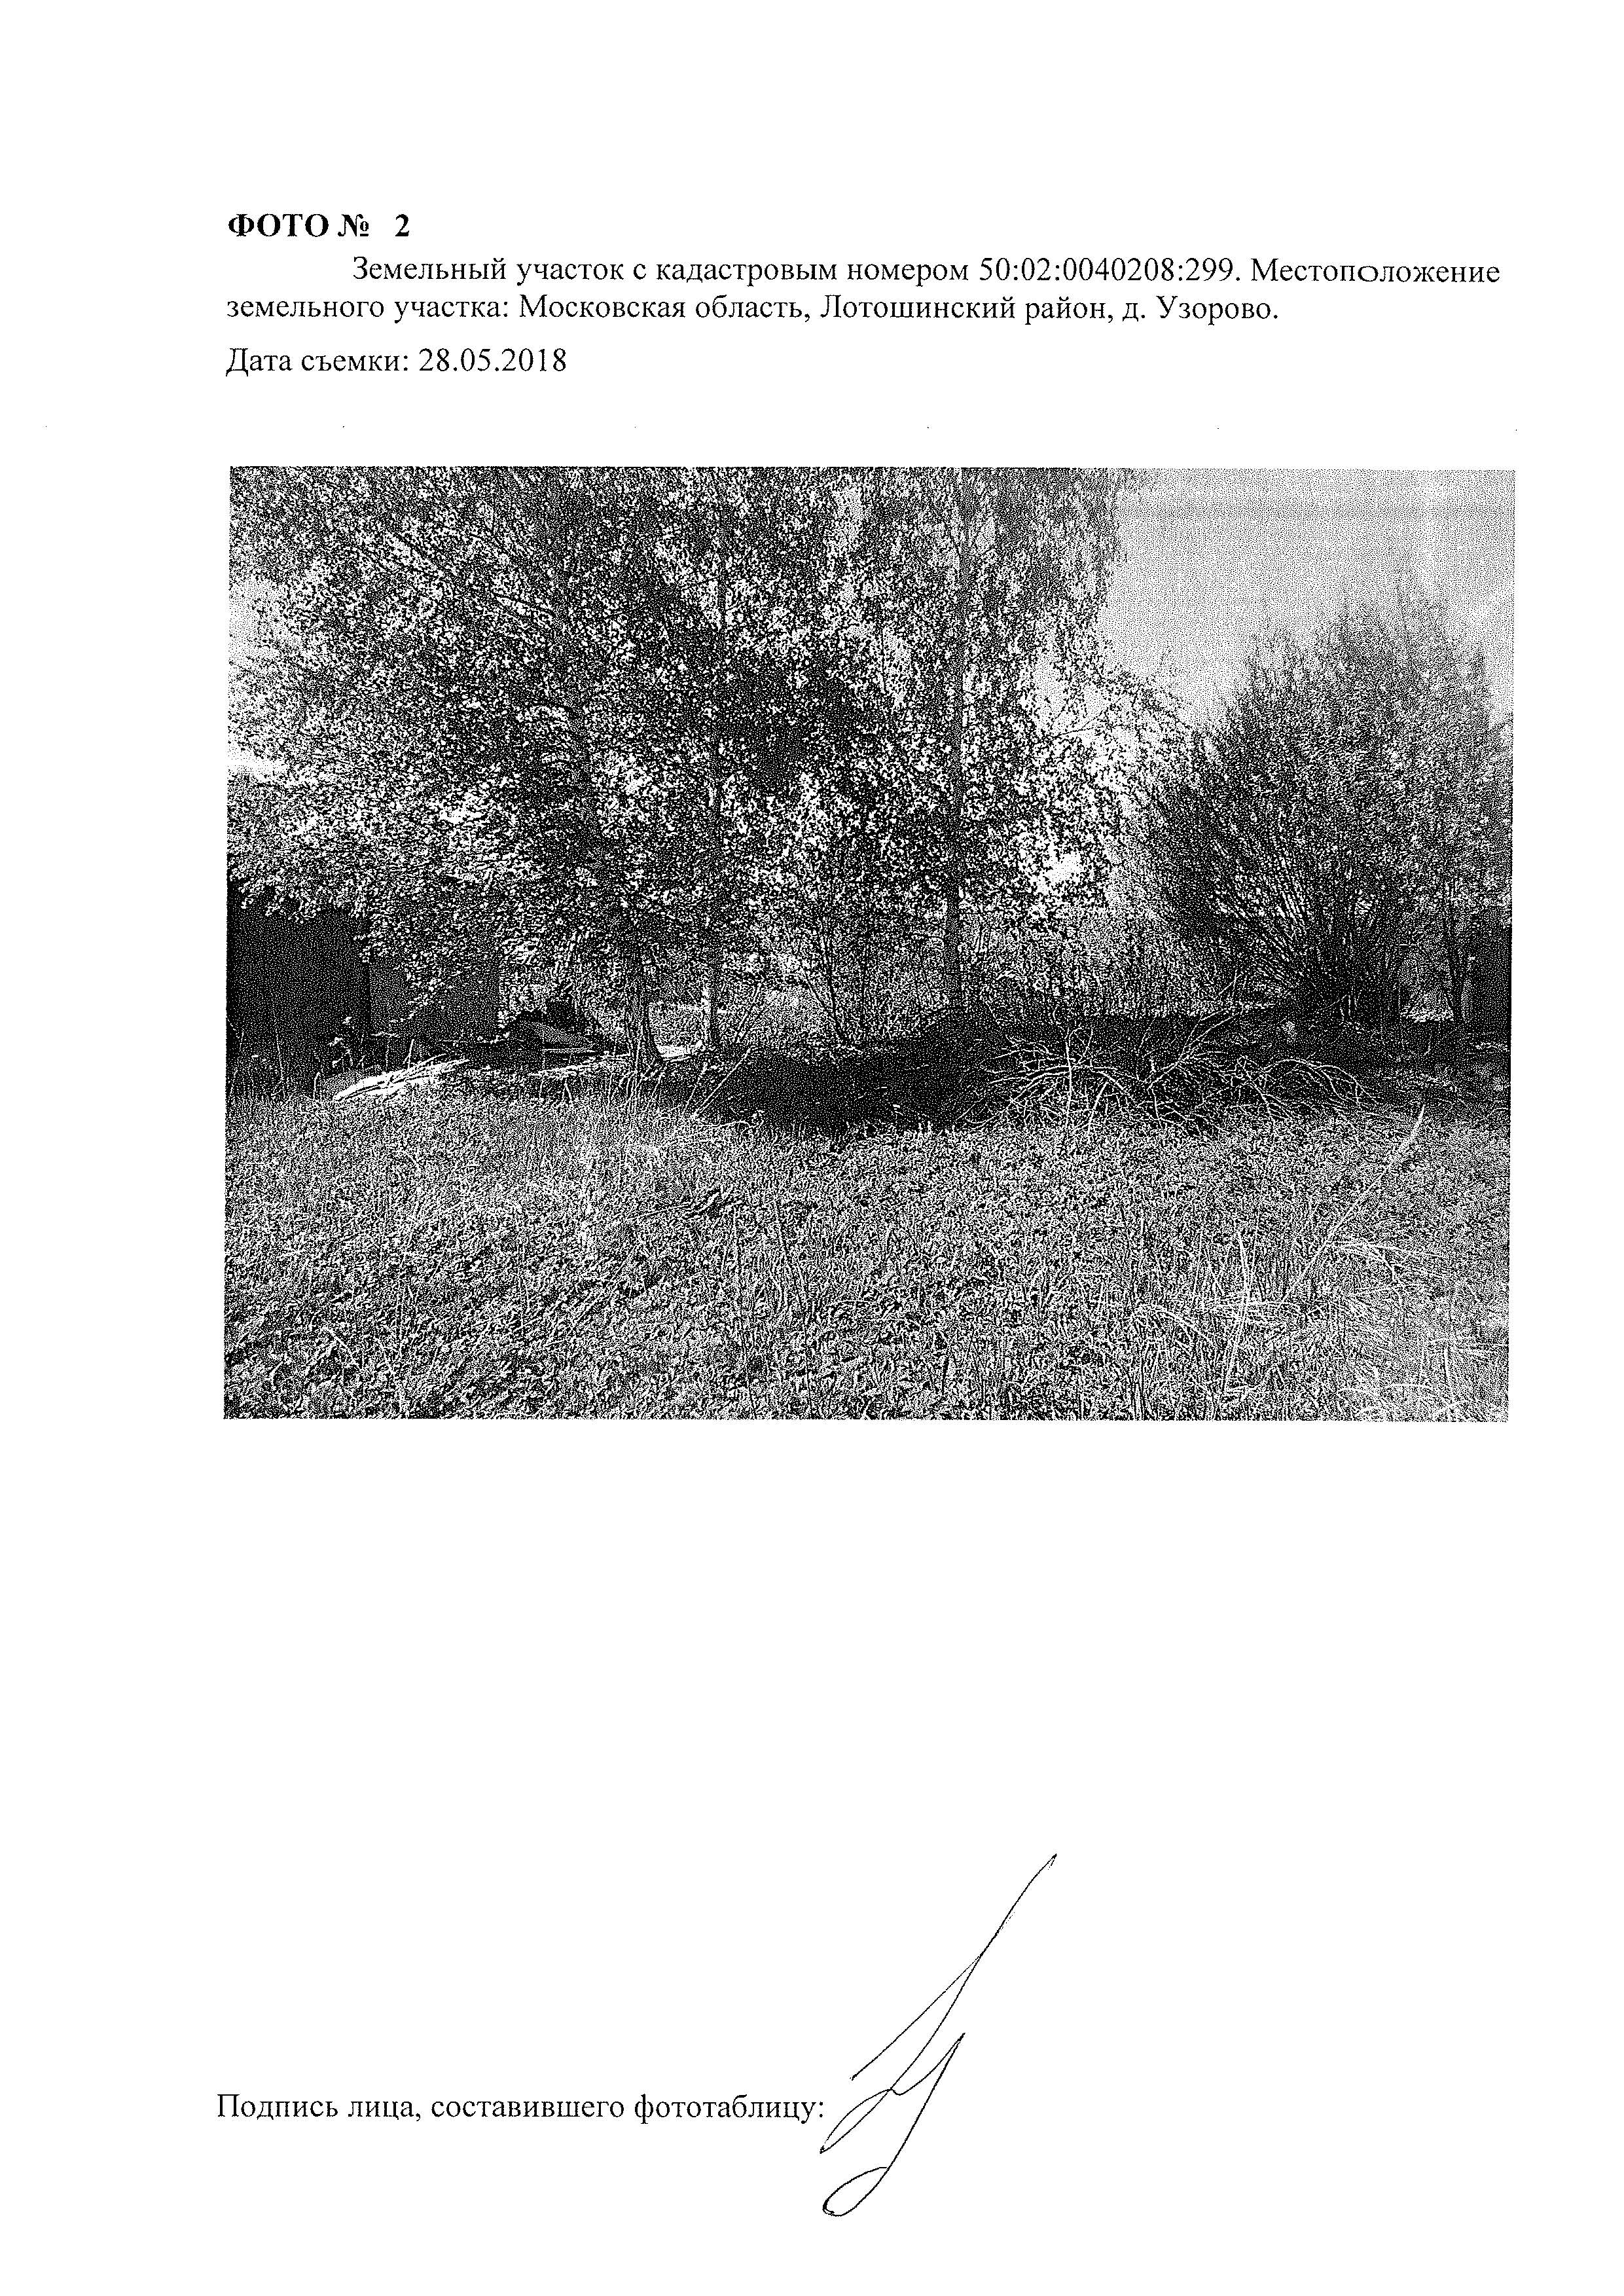 ФОТО № 2
Земельный участок с кадастровым номером 50:02:0040208:299. Местоположение
земельного участка: Московская область, Лотошинский район, д. Узорово.
Дата съемки: 28.05.2018
Подпись лица, составившего фототаблицу: